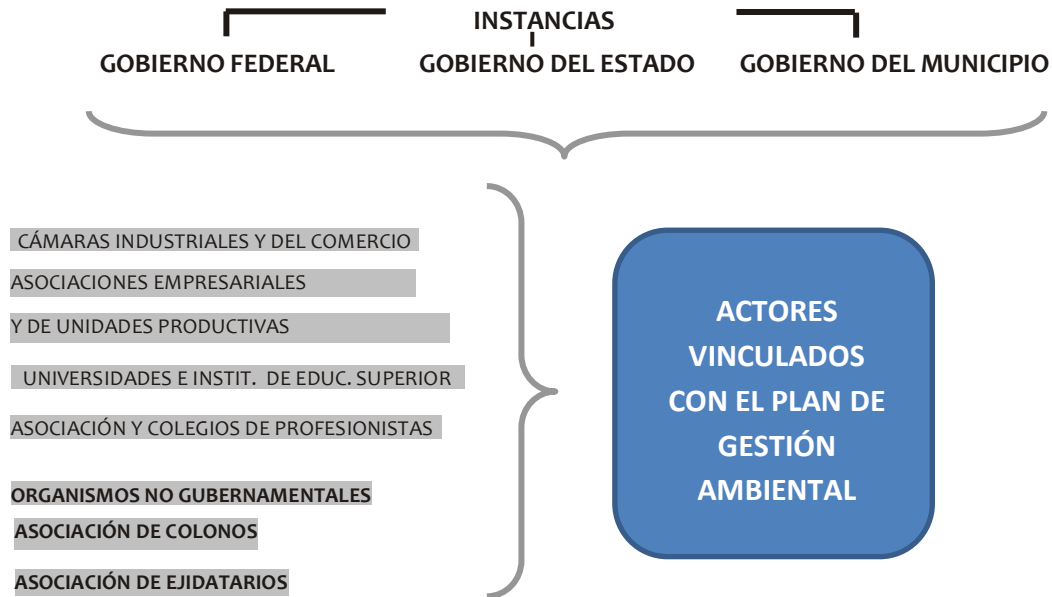 INSTANCIAS
GOBIERNO FEDERAL GOBIERNO DEL ESTADO GOBIERNO DEL MUNICIPIO
CÁMARAS INDUSTRIALES Y DEL COMERCIO
ASOCIACIONES EMPRESARIALES
Y DE UNIDADES PRODUCTIVAS
UNIVERSIDADES E INSTIT. DE EDUC. SUPERIOR
ASOCIACIÓN Y COLEGIOS DE PROFESIONISTAS
ORGANISMOS NO GUBERNAMENTALES
ASOCIACIÓN DE COLONOS
ASOCIACIÓN DE EJIDATARIOS
ACTORES
VINCULADOS
CON EL PLAN DE
GESTIÓN
AMBIENTAL